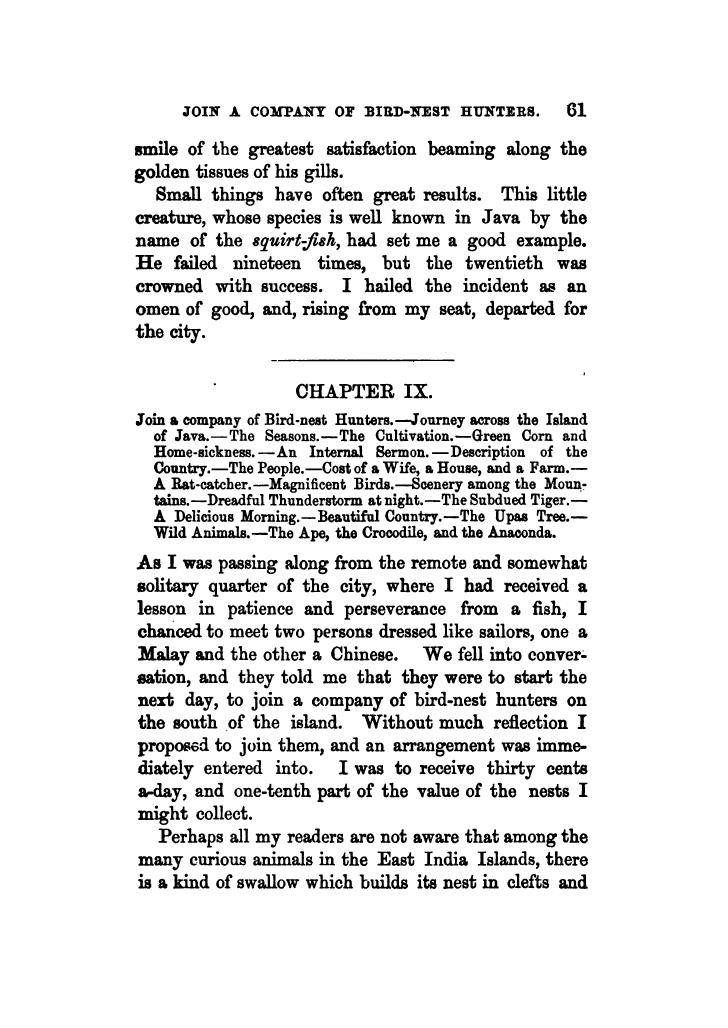 JOIN A COMPANY OF BIRD-NEST HUNTERS. 61
smile of the greatest satisfaction beaming along the
golden tissues of his gills.
Small things have often great results. This little
creature, whose species is well known in Java by the
name of the squirt-fish, had set me a good example.
He failed nineteen times, but the twentieth was
crowned with success. I hailed the incident as an
omen of good, and, rising from my seat, departed for
the city.
CHAPTER IX.
Join a company of Bird-nest Hunters.—Journey across the Island
of Java.—The Seasons.—The Cultivation.—Green Corn and
Home-sickness.—An Internal Sermon.—Description of the
Country.—The People.—Cost of a Wife, a House, and a Farm.—
A Rat-catcher.—Magnificent Birds.—Scenery among the Moun-
tains.—Dreadful Thunderstorm at night.—The Subdued Tiger.—
A Delicious Morning.—Beautiful Country.—The Upas Tree.—
Wild Animals.—The Ape, the Crocodile, and the Anaconda.
As I was passing along from the remote and somewhat
solitary quarter of the city, where I had received a
lesson in patience and perseverance from a fish, I
chanced to meet two persons dressed like sailors, one a
Malay and the other a Chinese. We fell into conver-
sation, and they told me that they were to start the
next day, to join a company of bird-nest hunters on
the south of the island. Without much reflection I
proposed to join them, and an arrangement was imme-
diately entered into. I was to receive thirty cents
a-day, and one-tenth part of the value of the nests I
might collect.
Perhaps all my readers are not aware that among the
many curious animals in the East India Islands, there
is a kind of swallow which builds its nest in clefts and